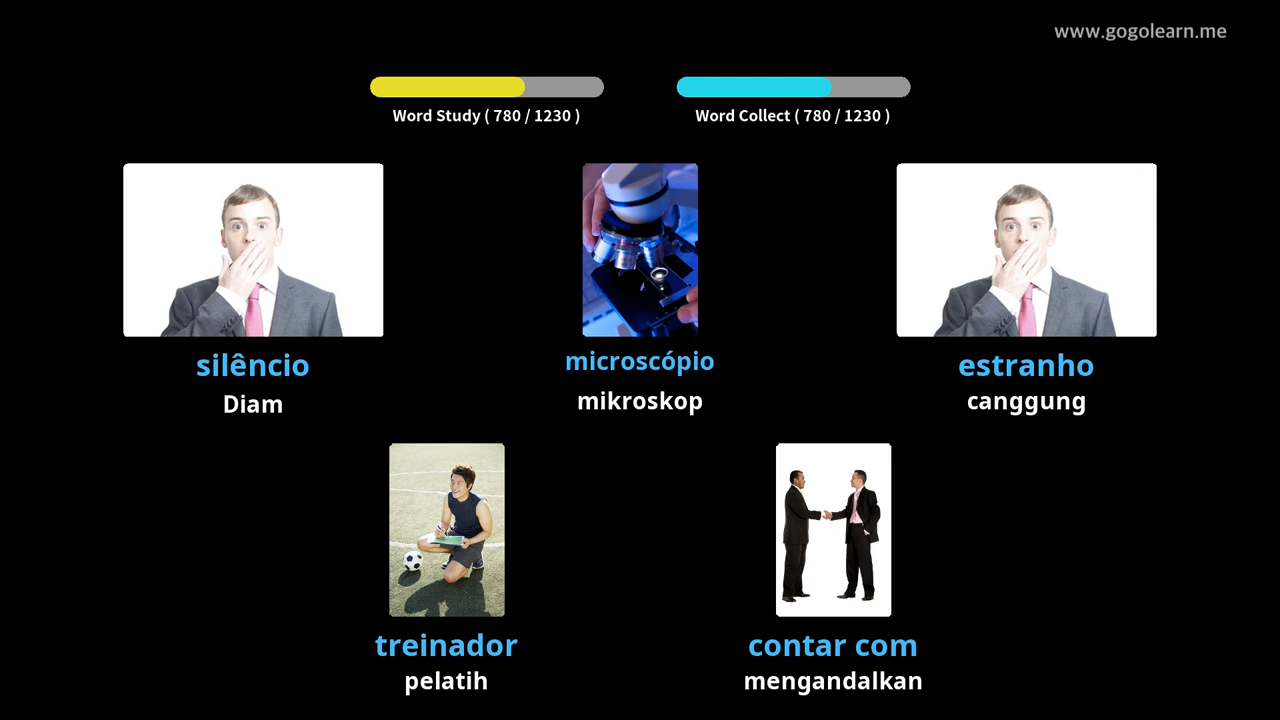 www.gogolearn.me
Word Study ( 780 / 1230 )
Word Collect ( 780 / 1230 )
silêncio
Diam
microscópio
mikroskop
estranho
canggung
treinador
pelatih
contar com
mengandalkan